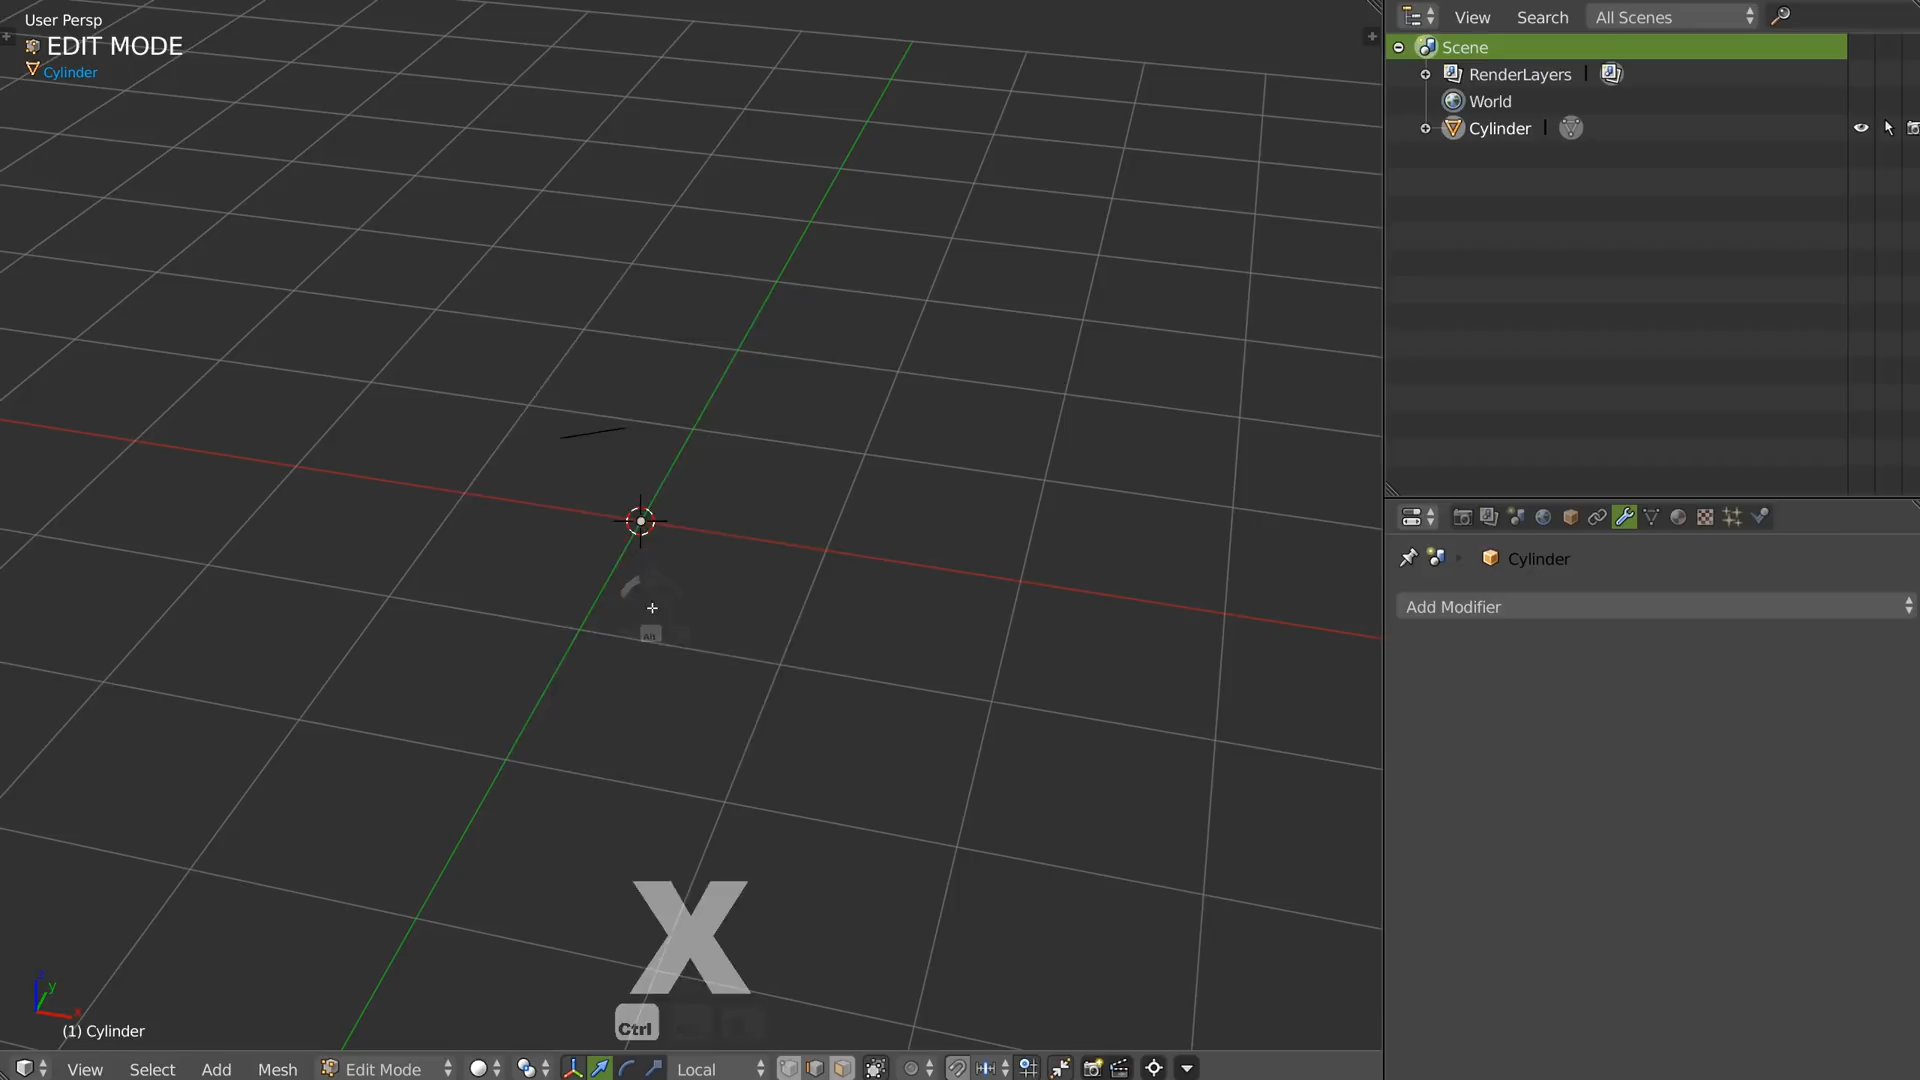 User Persp
EDIT MODE
Cylinder
View Search All Scenes
Scene
RenderLayers
World
Cylinder
Cylinder
Add Modifier
Alt
X
Ctrl
z
y
x
(1) Cylinder
View Select Add Mesh Edit Mode Local